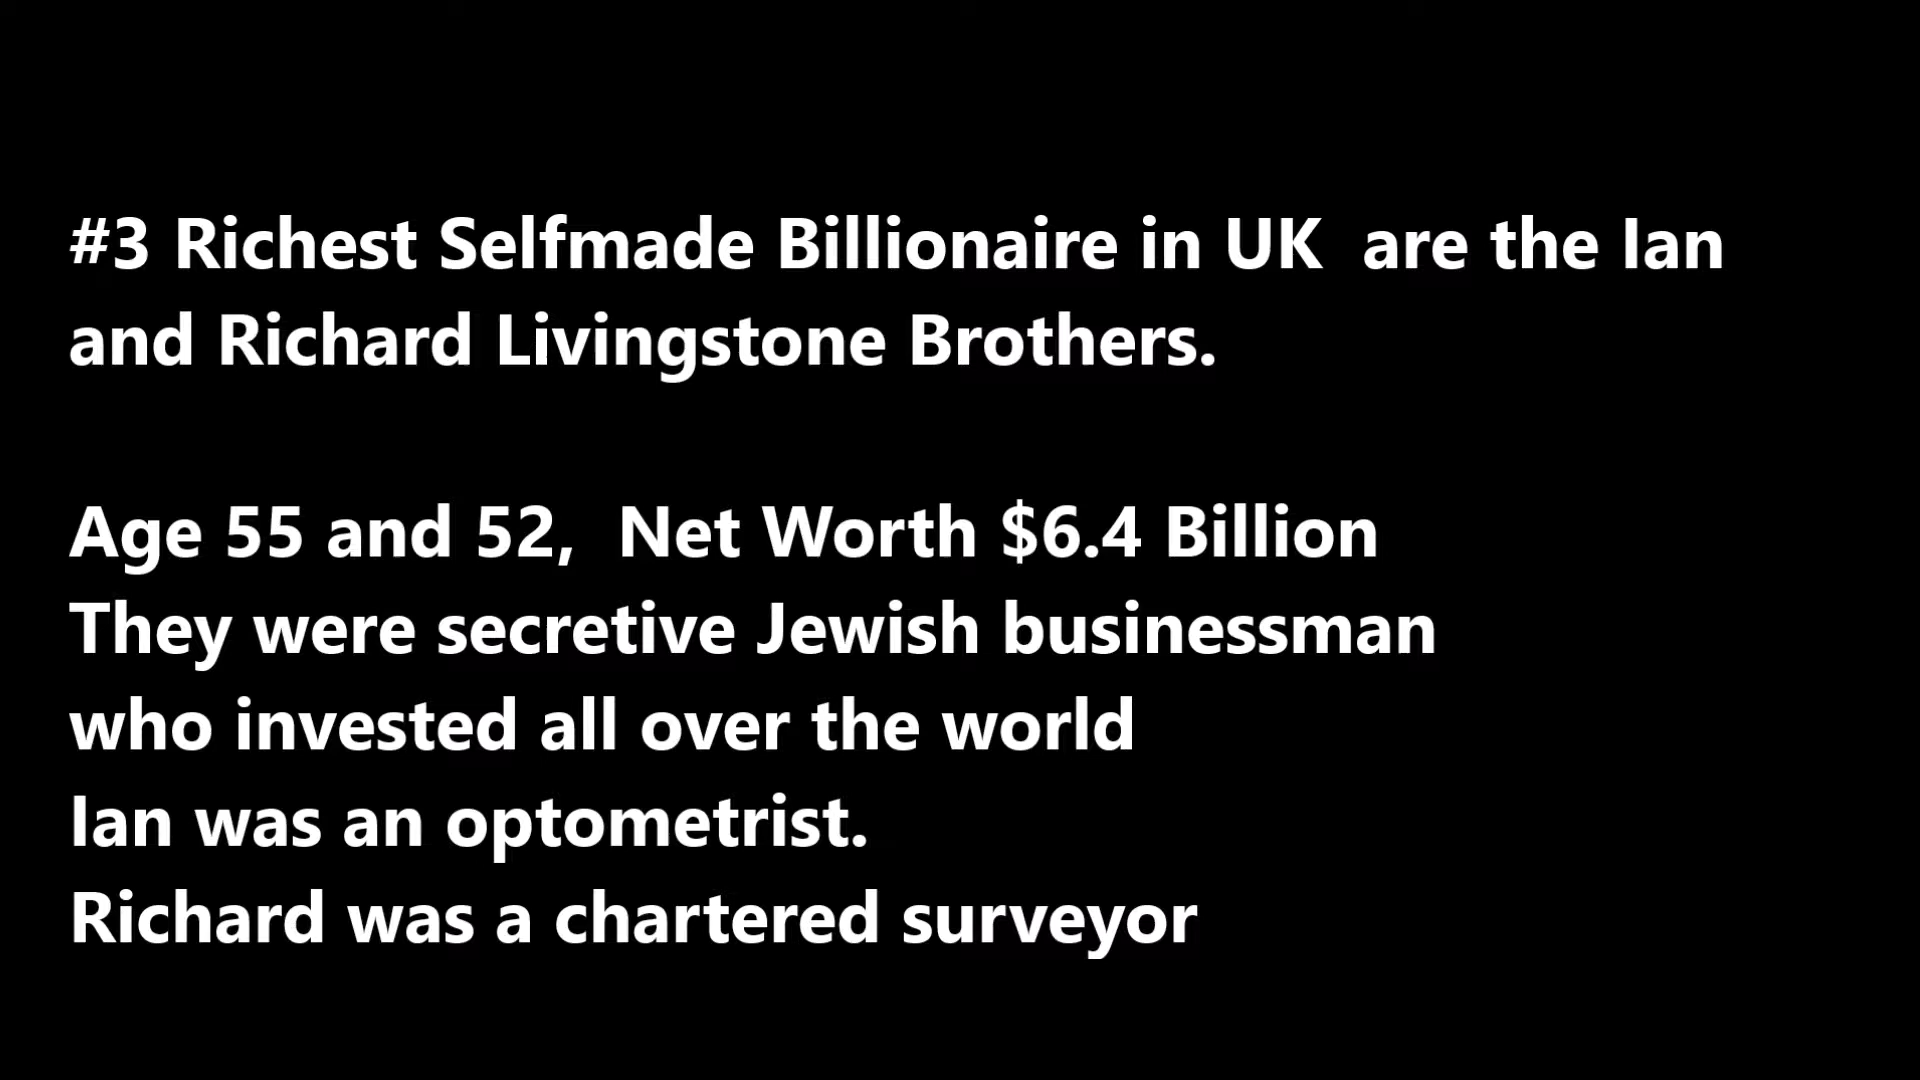 #3 Richest Selfmade Billionaire in UK  are the Ian
and Richard Livingstone Brothers.
Age 55 and 52,  Net Worth $6.4 Billion
They were secretive Jewish businessman
who invested all over the world
Ian was an optometrist.
Richard was a chartered surveyor